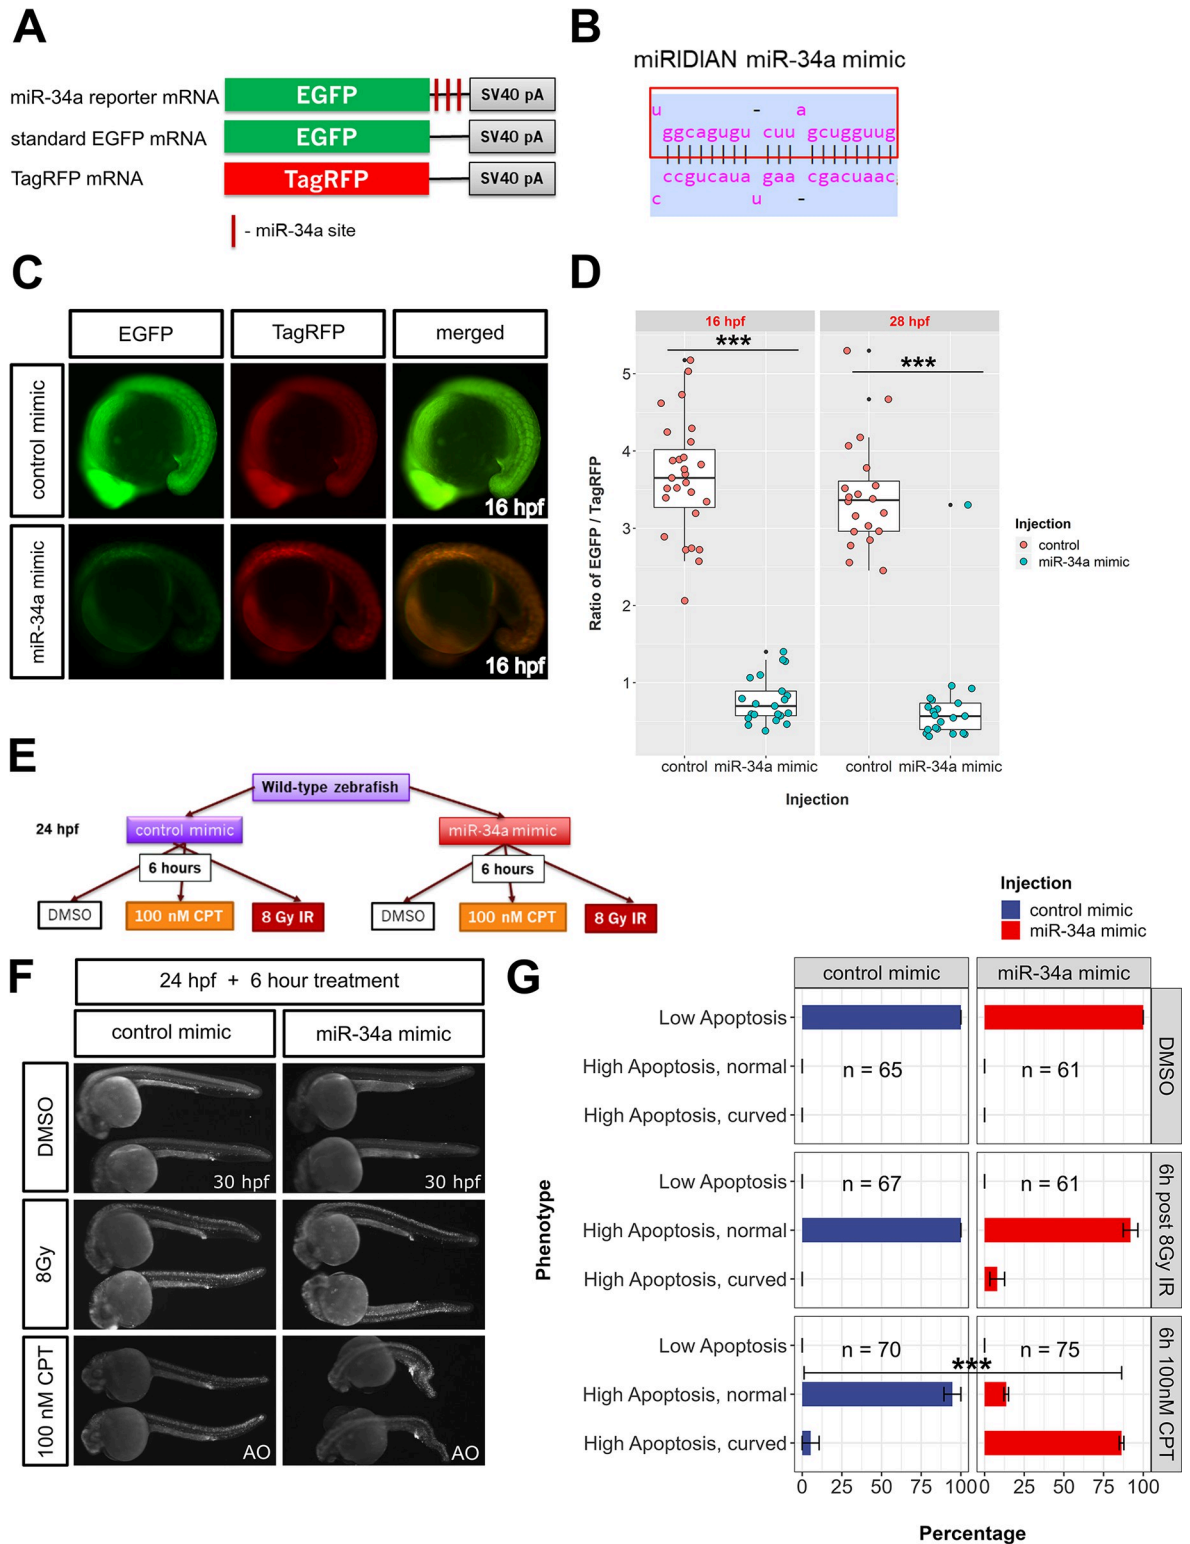 A
miR-34a reporter mRNA EGFP SV40 pA
standard EGFP mRNA EGFP SV40 pA
TagRFP mRNA TagRFP SV40 pA
- miR-34a site
B
miRIDIAN miR-34a mimic
u - a
ggcagugu cuu gcugguug
ccgucaua gaa cgacuaac
c u -
C
EGFP TagRFP merged
control mimic
16 hpf
miR-34a mimic
16 hpf
D
16 hpf 28 hpf
*** ***
Ratio of EGFP / TagRFP
5
4
3
2
1
control miR-34a mimic control miR-34a mimic
Injection
Injection
control
miR-34a mimic
E
Wild-type zebrafish
24 hpf control mimic miR-34a mimic
6 hours 6 hours
DMSO 100 nM CPT 8 Gy IR DMSO 100 nM CPT 8 Gy IR
F
24 hpf + 6 hour treatment
control mimic miR-34a mimic
DMSO
30 hpf 30 hpf
8Gy
100 nM CPT
AO AO
G
Injection
control mimic
miR-34a mimic
control mimic miR-34a mimic
Phenotype
Low Apoptosis
High Apoptosis, normal n = 65 n = 61
High Apoptosis, curved
DMSO
Low Apoptosis n = 67 n = 61
High Apoptosis, normal
High Apoptosis, curved
6h post 8Gy IR
Low Apoptosis n = 70 n = 75
***
High Apoptosis, normal
High Apoptosis, curved
6h 100nM CPT
0 25 50 75 100 0 25 50 75 100
Percentage